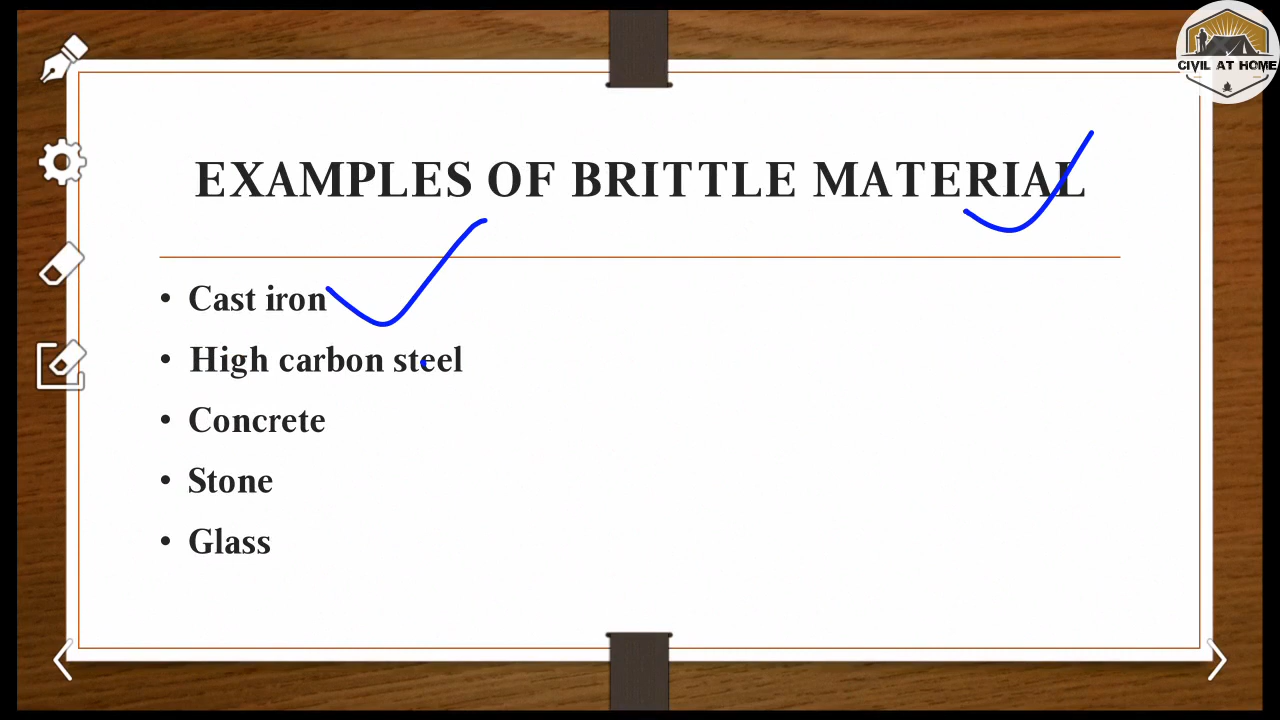 CIVIL AT HOME
EXAMPLES OF BRITTLE MATERIAL
• Cast iron
• High carbon steel
• Concrete
• Stone
• Glass